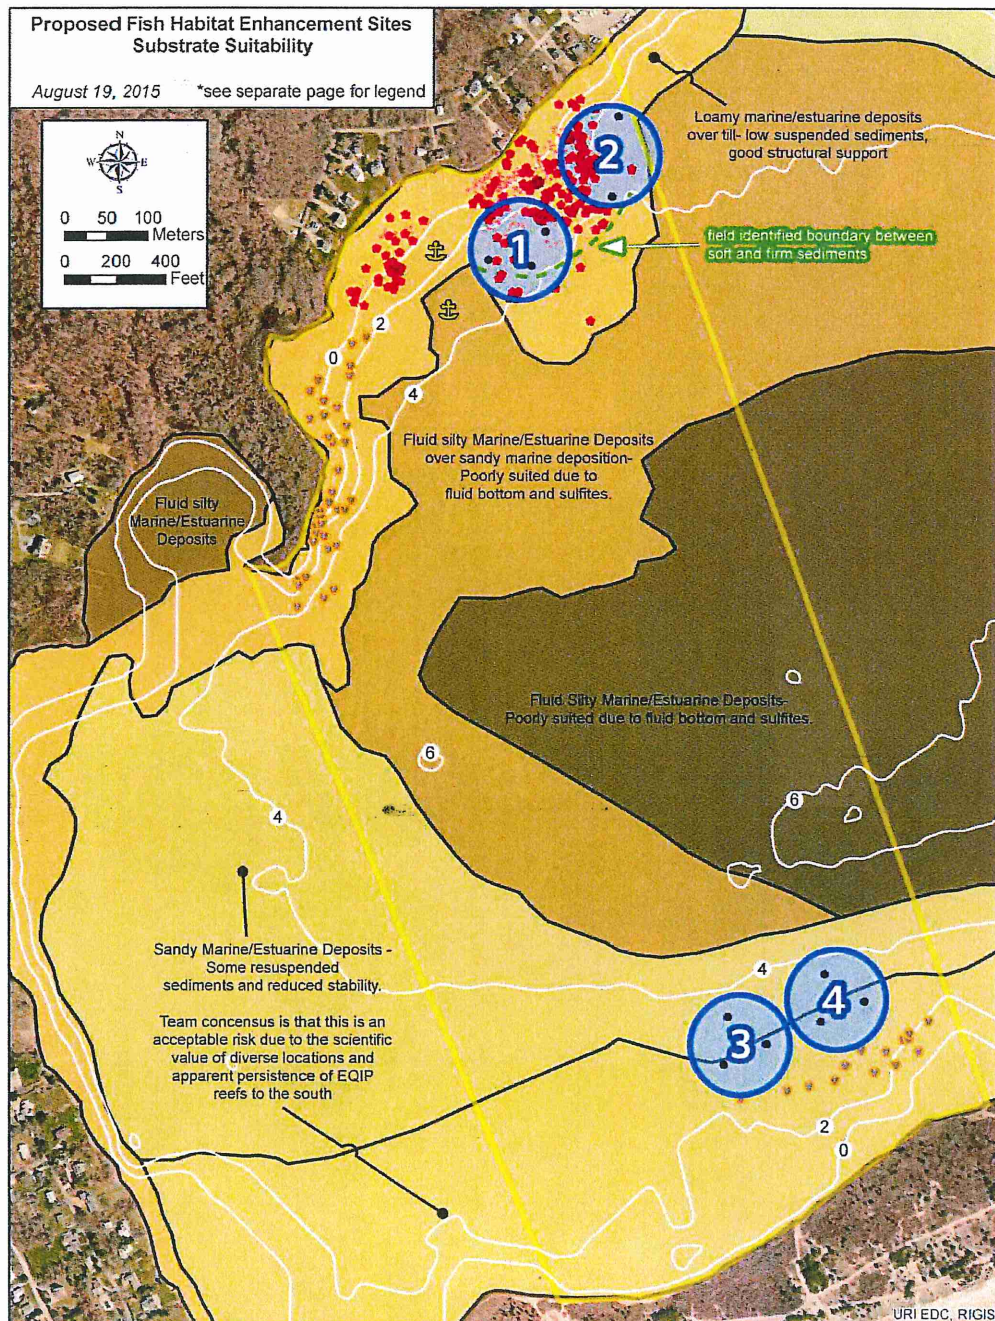 Proposed Fish Habitat Enhancement Sites
Substrate Suitability
August 19, 2015 *see separate page for legend
N
W E
S
0 50 100
Meters
0 200 400
Feet
Loamy marine/estuarine deposits
over till- low suspended sediments,
good structural support
2
1
field identified boundary between
soft and firm sediments
2
0
4
Fluid silty Marine/Estuarine Deposits
over sandy marine deposition-
Poorly suited due to
fluid bottom and sulfites.
Fluid silty
Marine/Estuarine
Deposits
Fluid Silty Marine/Estuarine Deposits-
Poorly suited due to fluid bottom and sulfites.
6
6
4
Sandy Marine/Estuarine Deposits -
Some resuspended
sediments and reduced stability.
Team concensus is that this is an
acceptable risk due to the scientific
value of diverse locations and
apparent persistence of EQIP
reefs to the south
4
4
3
2
0
URI EDC, RIGIS